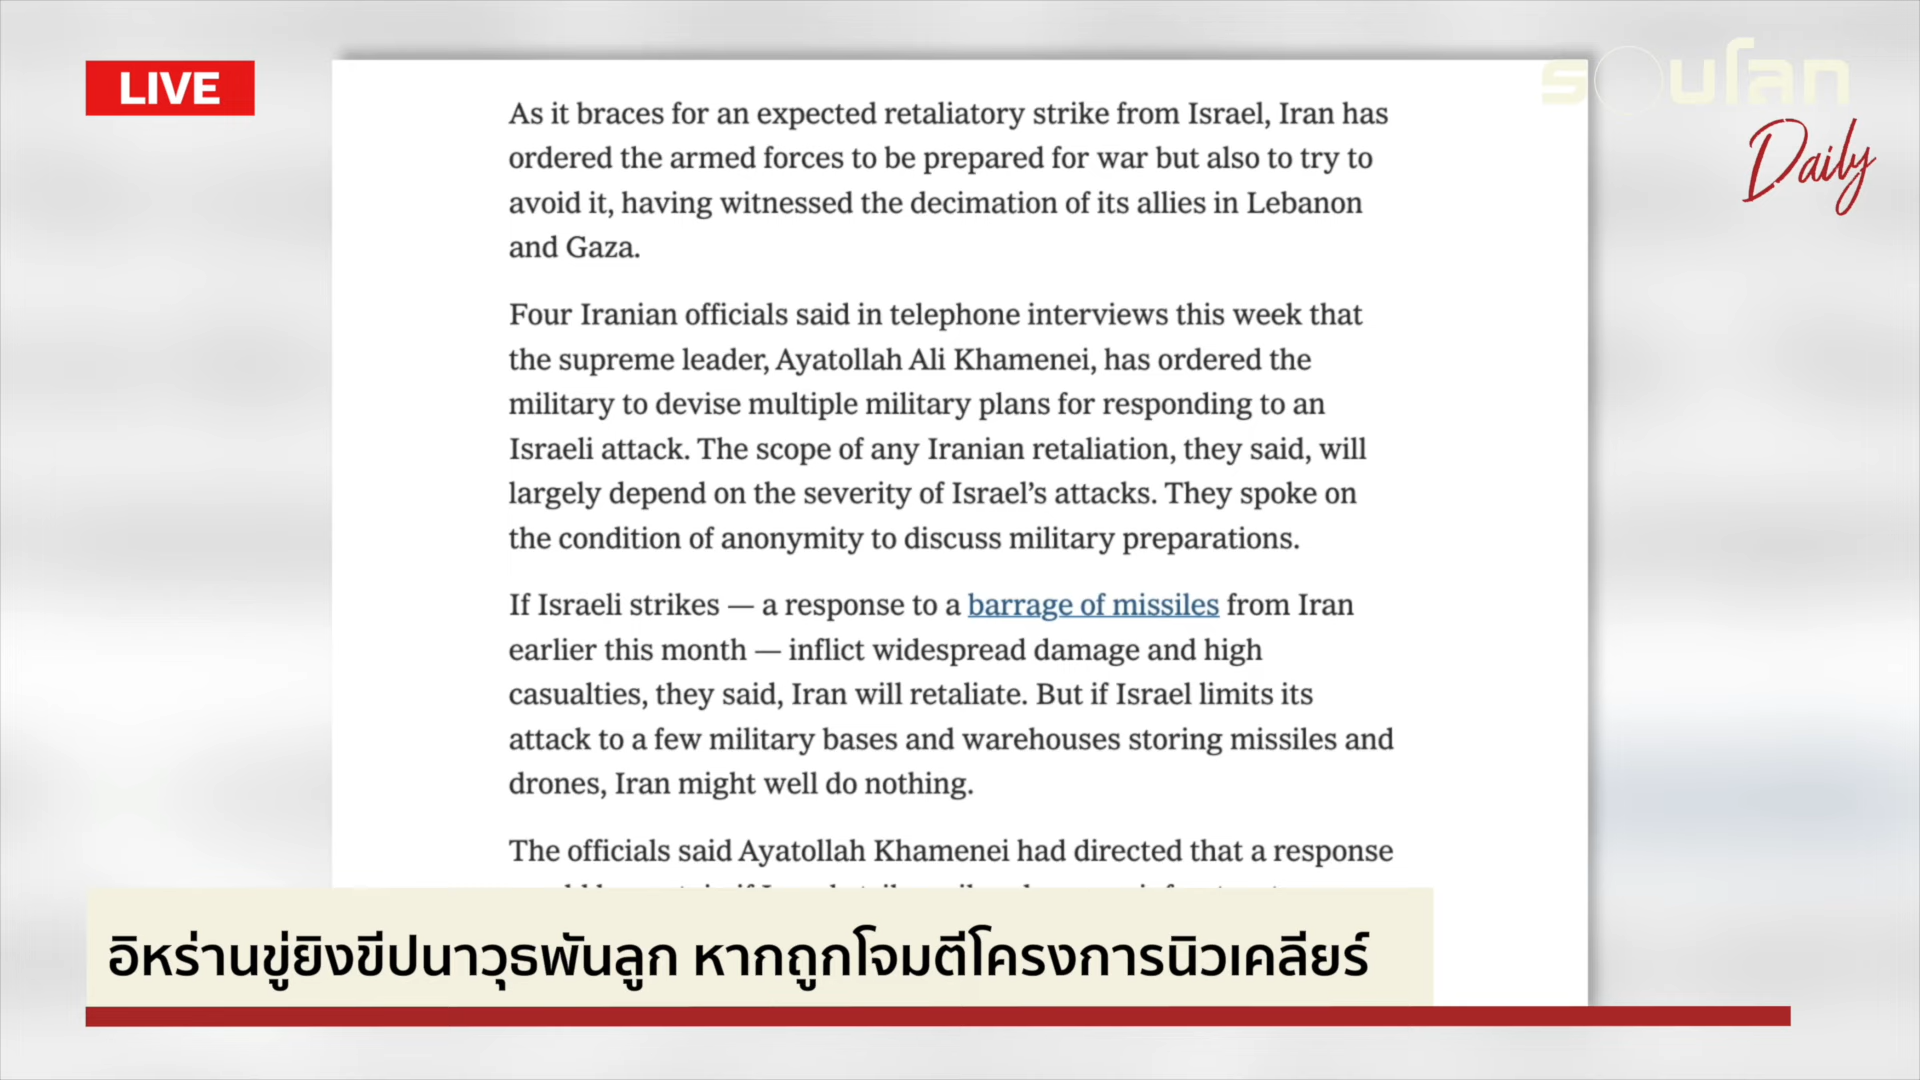 LIVE
รอบโลก
Daily
As it braces for an expected retaliatory strike from Israel, Iran has
ordered the armed forces to be prepared for war but also to try to
avoid it, having witnessed the decimation of its allies in Lebanon
and Gaza.
Four Iranian officials said in telephone interviews this week that
the supreme leader, Ayatollah Ali Khamenei, has ordered the
military to devise multiple military plans for responding to an
Israeli attack. The scope of any Iranian retaliation, they said, will
largely depend on the severity of Israel’s attacks. They spoke on
the condition of anonymity to discuss military preparations.
If Israeli strikes — a response to a barrage of missiles from Iran
earlier this month — inflict widespread damage and high
casualties, they said, Iran will retaliate. But if Israel limits its
attack to a few military bases and warehouses storing missiles and
drones, Iran might well do nothing.
The officials said Ayatollah Khamenei had directed that a response
อิหร่านขู่ยิงขีปนาวุธพันลูก หากถูกโจมตีโครงการนิวเคลียร์